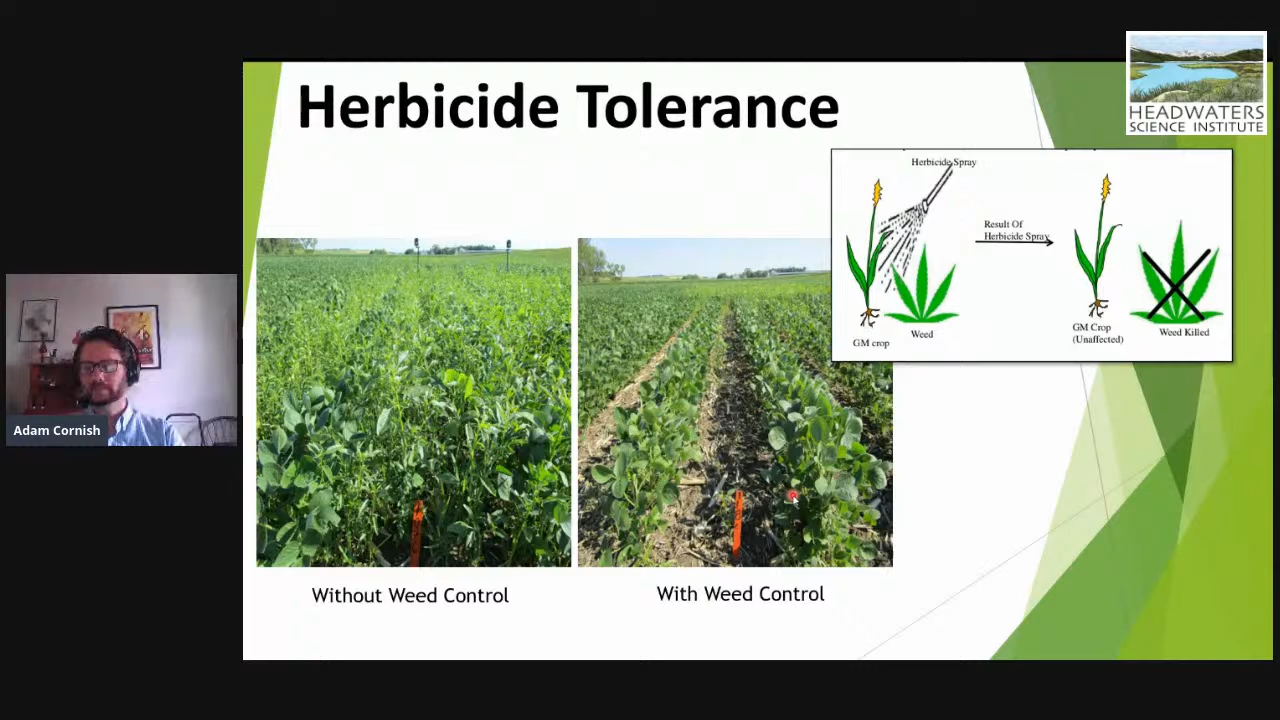 Herbicide Tolerance
HEADWATERS
SCIENCE INSTITUTE
Herbicide Spray
Result Of
Herbicide Spray
GM crop
Weed
GM Crop
(Unaffected)
Weed Killed
Adam Cornish
Without Weed Control
With Weed Control